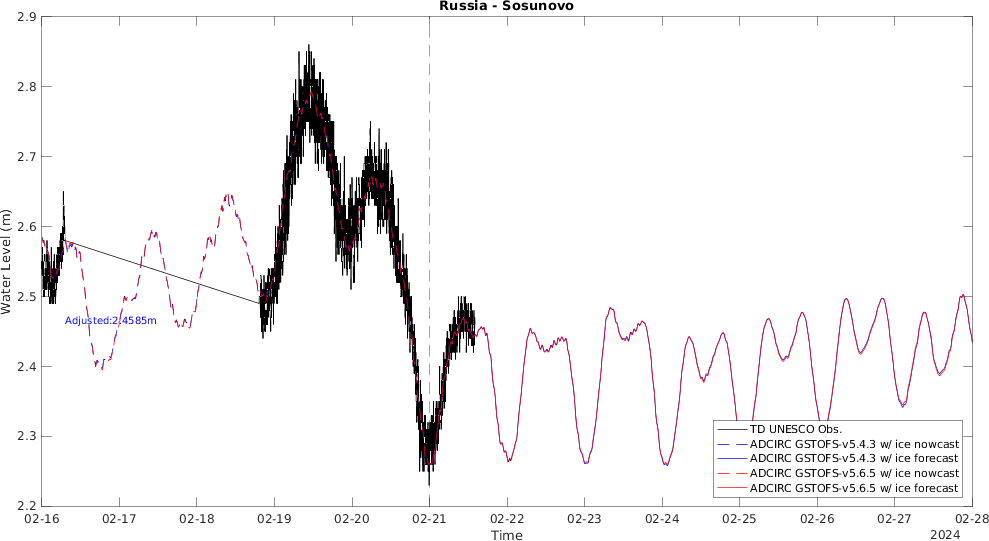 Russia - Sosunovo
2.9
2.8
2.7
2.6
2.5
2.4
2.3
2.2
Water Level (m)
Adjusted:2.4585m
TD UNESCO Obs.
ADCIRC GSTOFS-v5.4.3 w/ ice nowcast
ADCIRC GSTOFS-v5.4.3 w/ ice forecast
ADCIRC GSTOFS-v5.6.5 w/ ice nowcast
ADCIRC GSTOFS-v5.6.5 w/ ice forecast
02-16 02-17 02-18 02-19 02-20 02-21 02-22 02-23 02-24 02-25 02-26 02-27 02-28
Time
2024